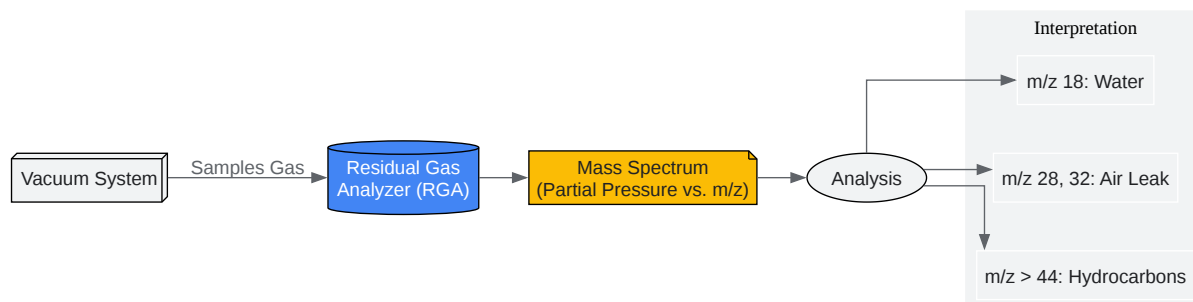 Interpretation
m/z 18: Water
Vacuum System
Samples Gas
Residual Gas
Analyzer (RGA)
Mass Spectrum
(Partial Pressure vs. m/z)
Analysis
m/z 28, 32: Air Leak
m/z > 44: Hydrocarbons